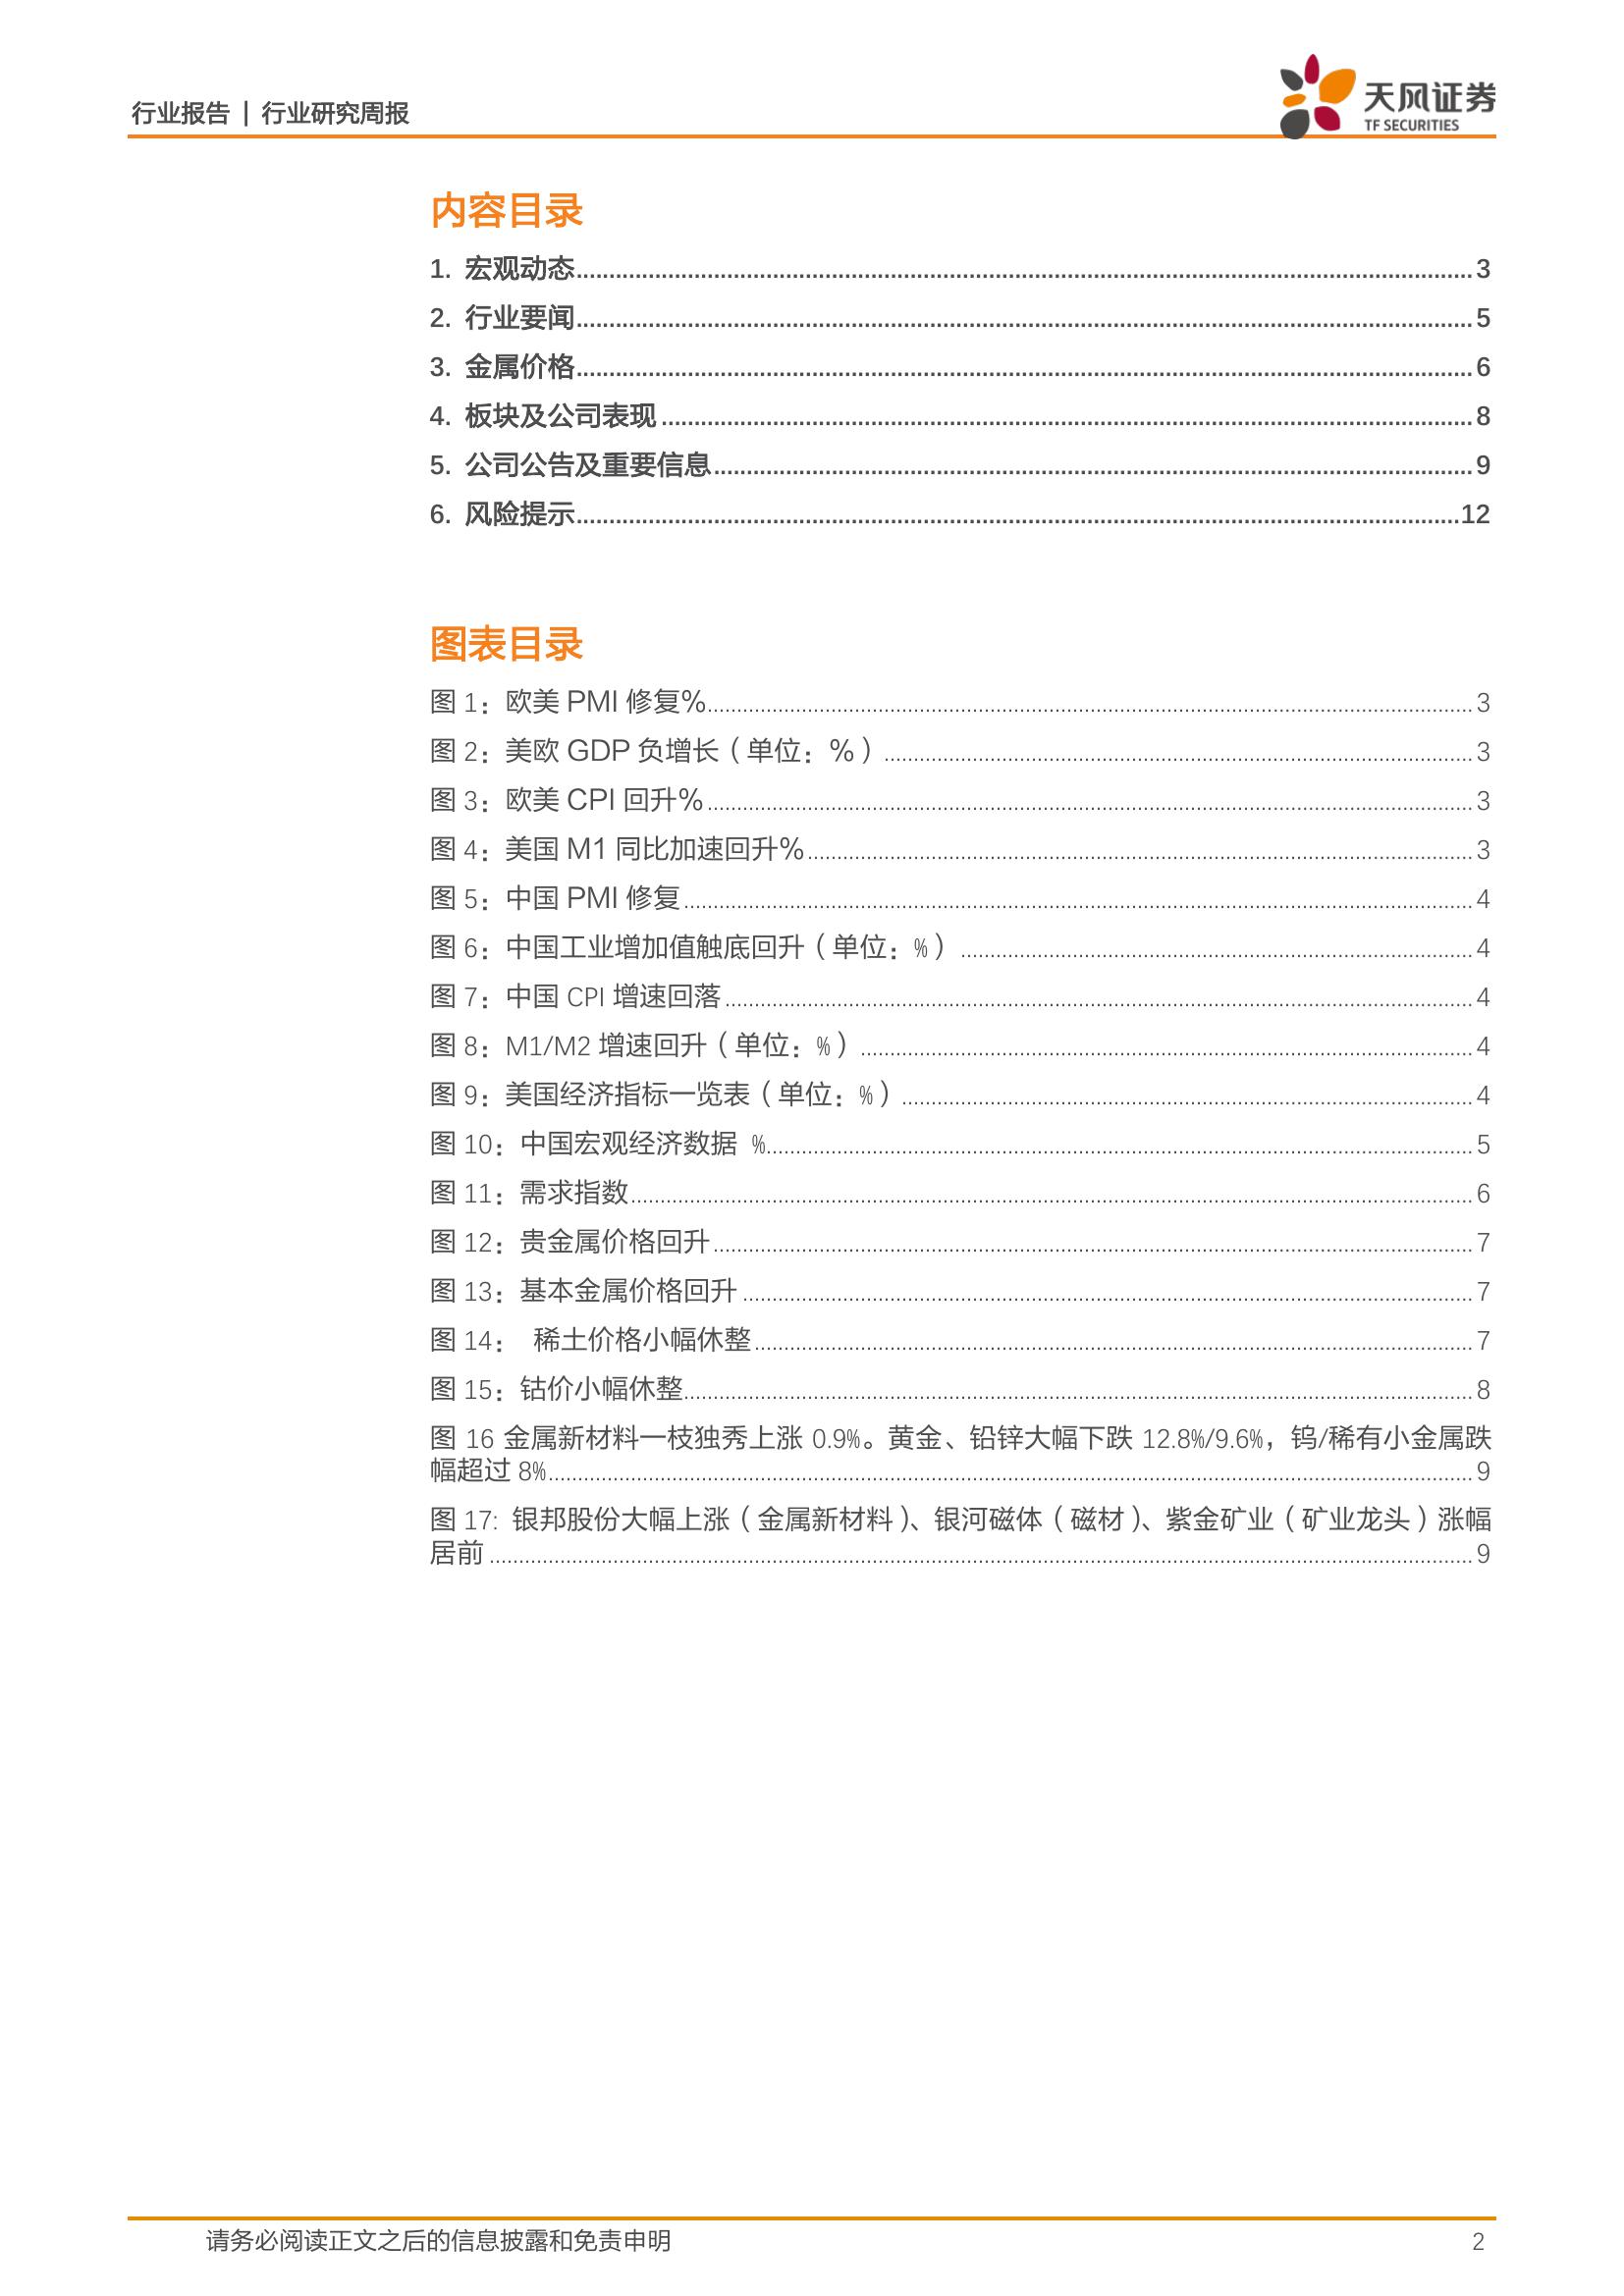 行业报告 | 行业研究周报
天风证券
TF SECURITIES
内容目录
1. 宏观动态 3
2. 行业要闻 5
3. 金属价格 6
4. 板块及公司表现 8
5. 公司公告及重要信息 9
6. 风险提示 12
图表目录
图 1：欧美 PMI 修复% 3
图 2：美欧 GDP 负增长（单位：%） 3
图 3：欧美 CPI 回升% 3
图 4：美国 M1 同比加速回升% 3
图 5：中国 PMI 修复 4
图 6：中国工业增加值触底回升（单位：%） 4
图 7：中国 CPI 增速回落 4
图 8：M1/M2 增速回升（单位：%） 4
图 9：美国经济指标一览表（单位：%） 4
图 10：中国宏观经济数据 % 5
图 11：需求指数 6
图 12：贵金属价格回升 7
图 13：基本金属价格回升 7
图 14： 稀土价格小幅休整 7
图 15：钴价小幅休整 8
图 16 金属新材料一枝独秀上涨 0.9%。黄金、铅锌大幅下跌 12.8%/9.6%，钨/稀有小金属跌
幅超过 8% 9
图 17: 银邦股份大幅上涨（金属新材料）、银河磁体（磁材）、紫金矿业（矿业龙头）涨幅
居前 9
请务必阅读正文之后的信息披露和免责申明 2